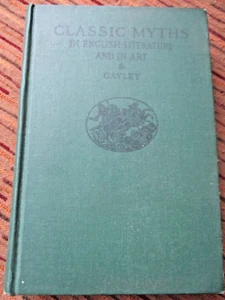 CLASSIC MYTHS
IN ENGLISH LITERATURE
AND IN ART
GAYLEY